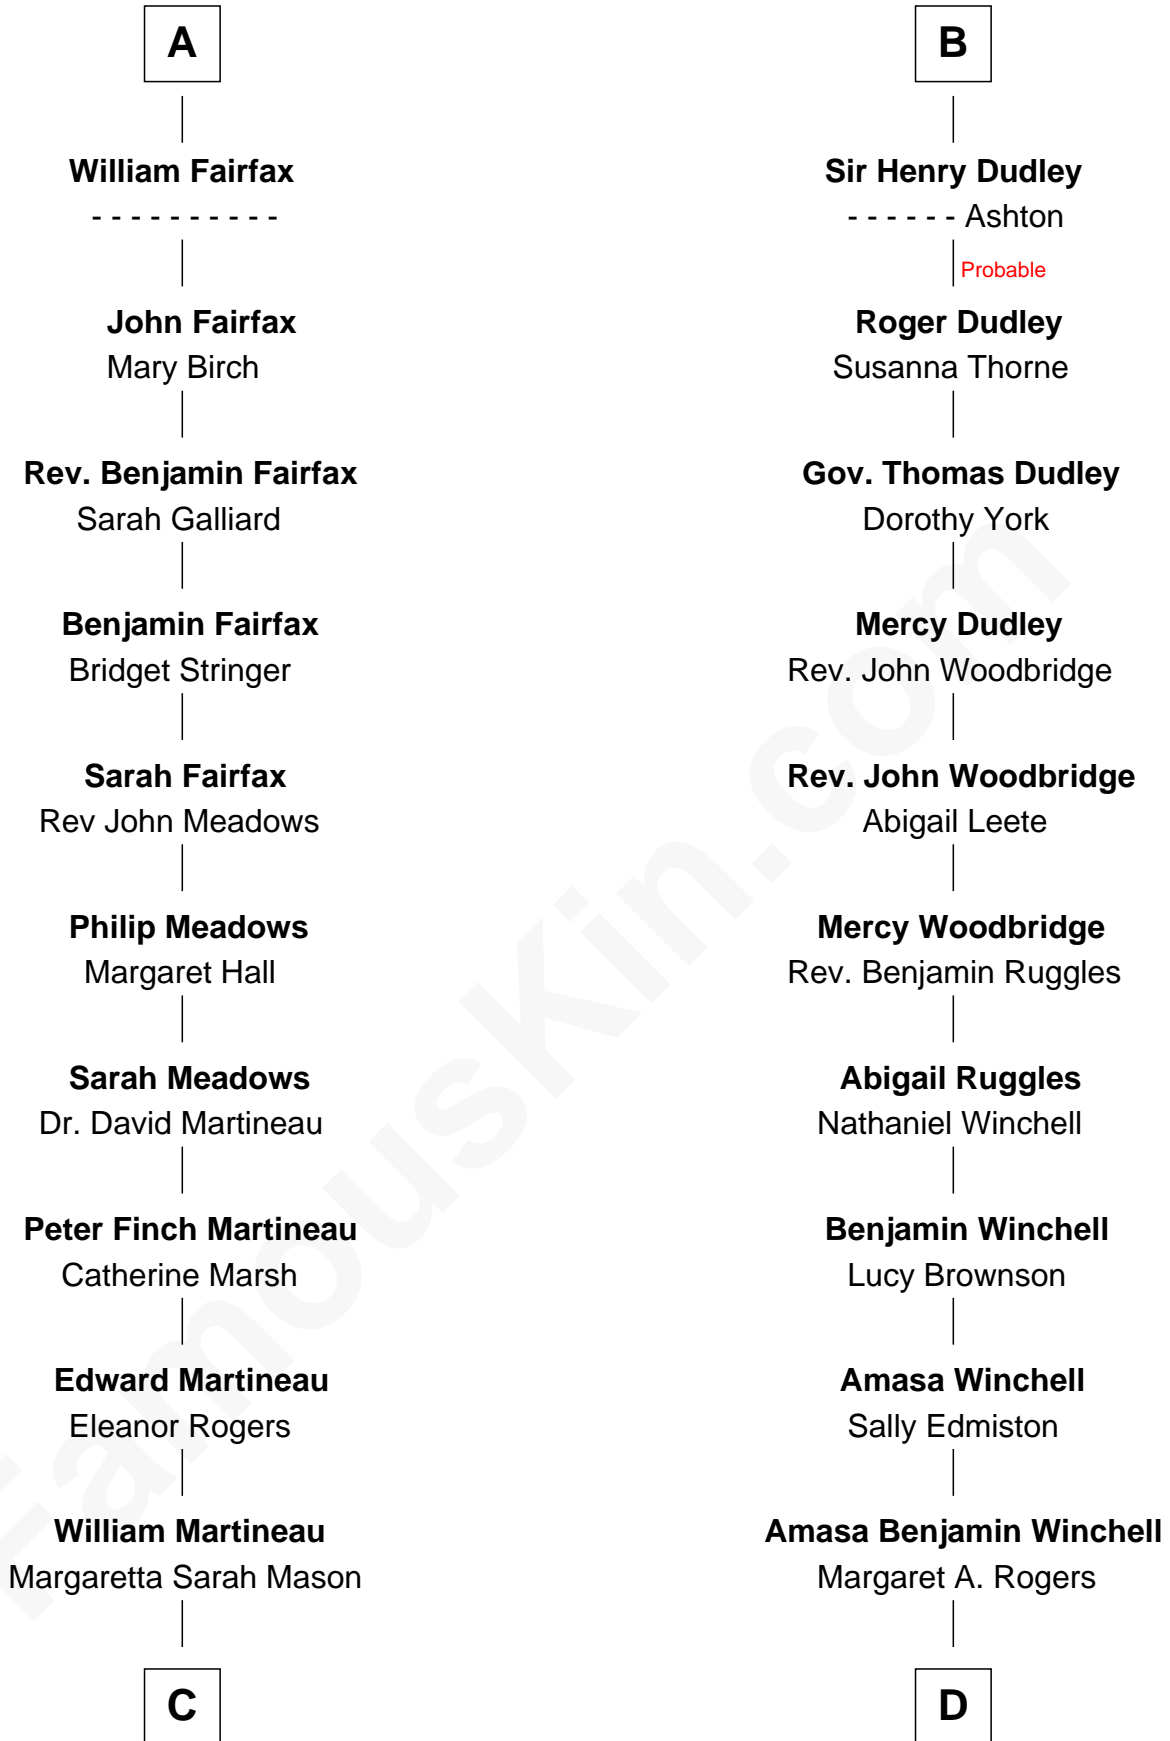 A
William Fairfax
- - - - - - - - - -
John Fairfax
Mary Birch
Rev. Benjamin Fairfax
Sarah Galliard
Benjamin Fairfax
Bridget Stringer
Sarah Fairfax
Rev John Meadows
Philip Meadows
Margaret Hall
Sarah Meadows
Dr. David Martineau
Peter Finch Martineau
Catherine Marsh
Edward Martineau
Eleanor Rogers
William Martineau
Margaretta Sarah Mason
C
B
Sir Henry Dudley
- - - - - - Ashton
Probable
Roger Dudley
Susanna Thorne
Gov. Thomas Dudley
Dorothy York
Mercy Dudley
Rev. John Woodbridge
Rev. John Woodbridge
Abigail Leete
Mercy Woodbridge
Rev. Benjamin Ruggles
Abigail Ruggles
Nathaniel Winchell
Benjamin Winchell
Lucy Brownson
Amasa Winchell
Sally Edmiston
Amasa Benjamin Winchell
Margaret A. Rogers
D
FamousKin.com